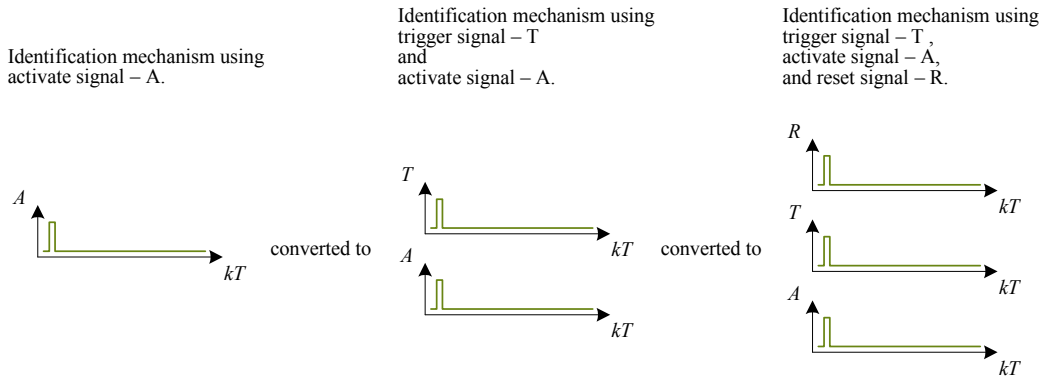 Identification mechanism using
activate signal – A.
Identification mechanism using
trigger signal – T
and
activate signal – A.
Identification mechanism using
trigger signal – T ,
activate signal – A,
and reset signal – R.
A
kT
converted to
T
kT
A
kT
converted to
R
kT
T
kT
A
kT